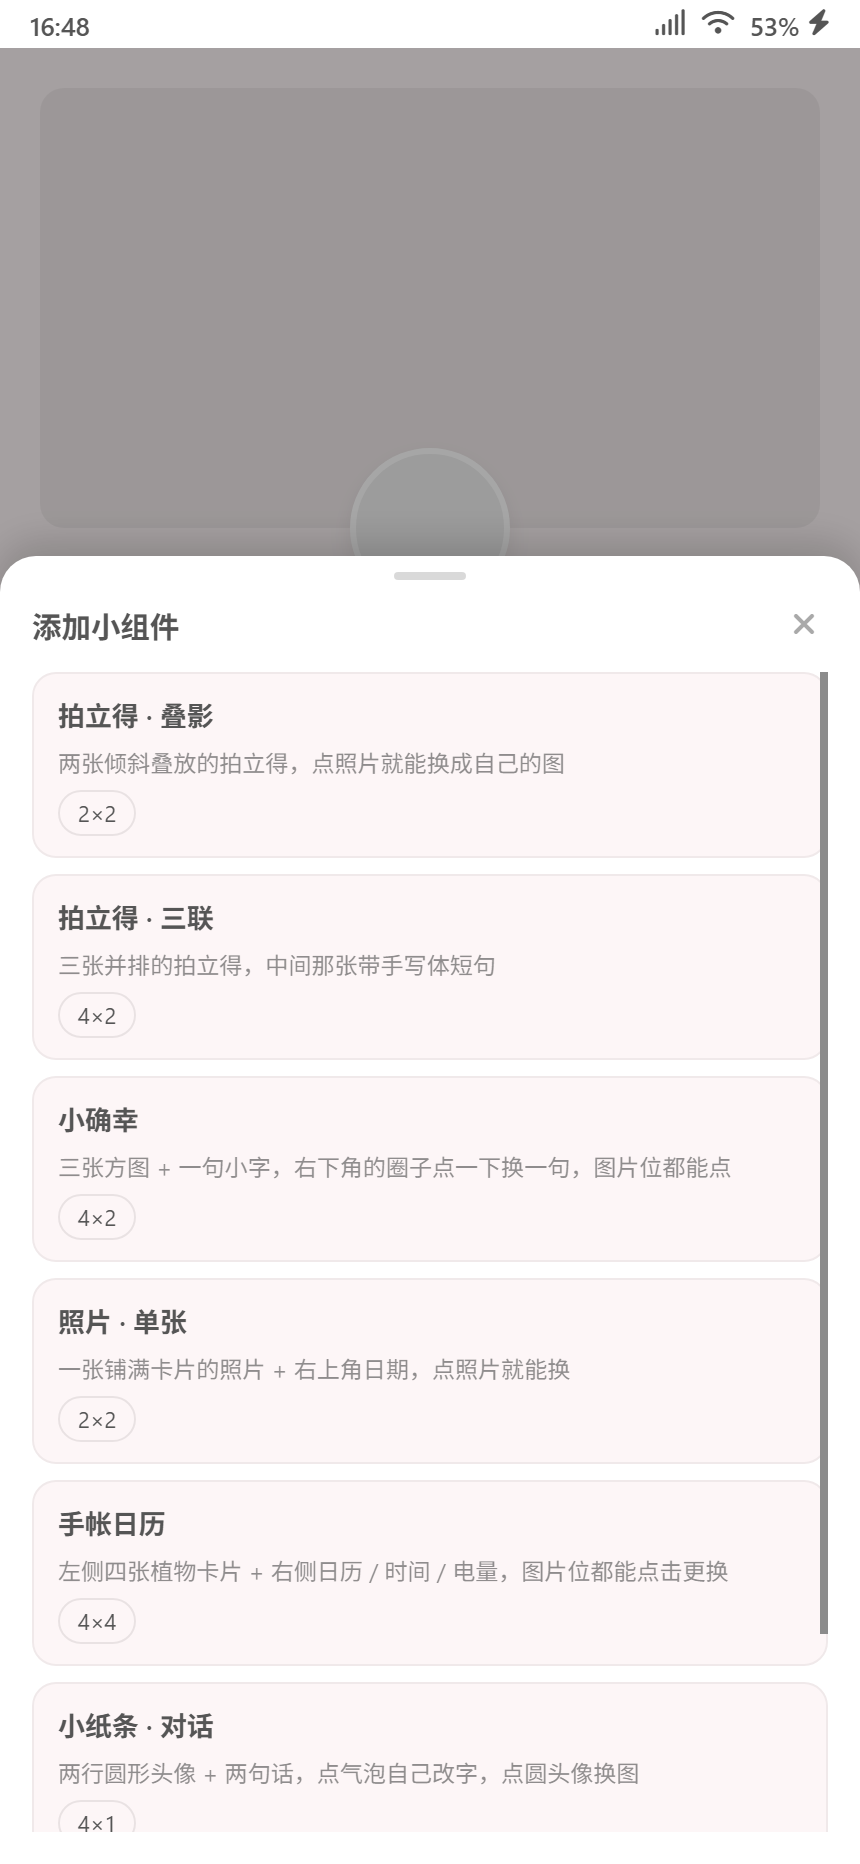 16:48
53%
添加小组件
拍立得 · 叠影
两张倾斜叠放的拍立得，点照片就能换成自己的图
2×2
拍立得 · 三联
三张并排的拍立得，中间那张带手写体短句
4×2
小确幸
三张方图 + 一句小字，右下角的圈子点一下换一句，图片位都能点
4×2
照片 · 单张
一张铺满卡片的照片 + 右上角日期，点照片就能换
2×2
手帐日历
左侧四张植物卡片 + 右侧日历 / 时间 / 电量，图片位都能点击更换
4×4
小纸条 · 对话
两行圆形头像 + 两句话，点气泡自己改字，点圆头像换图
4×1